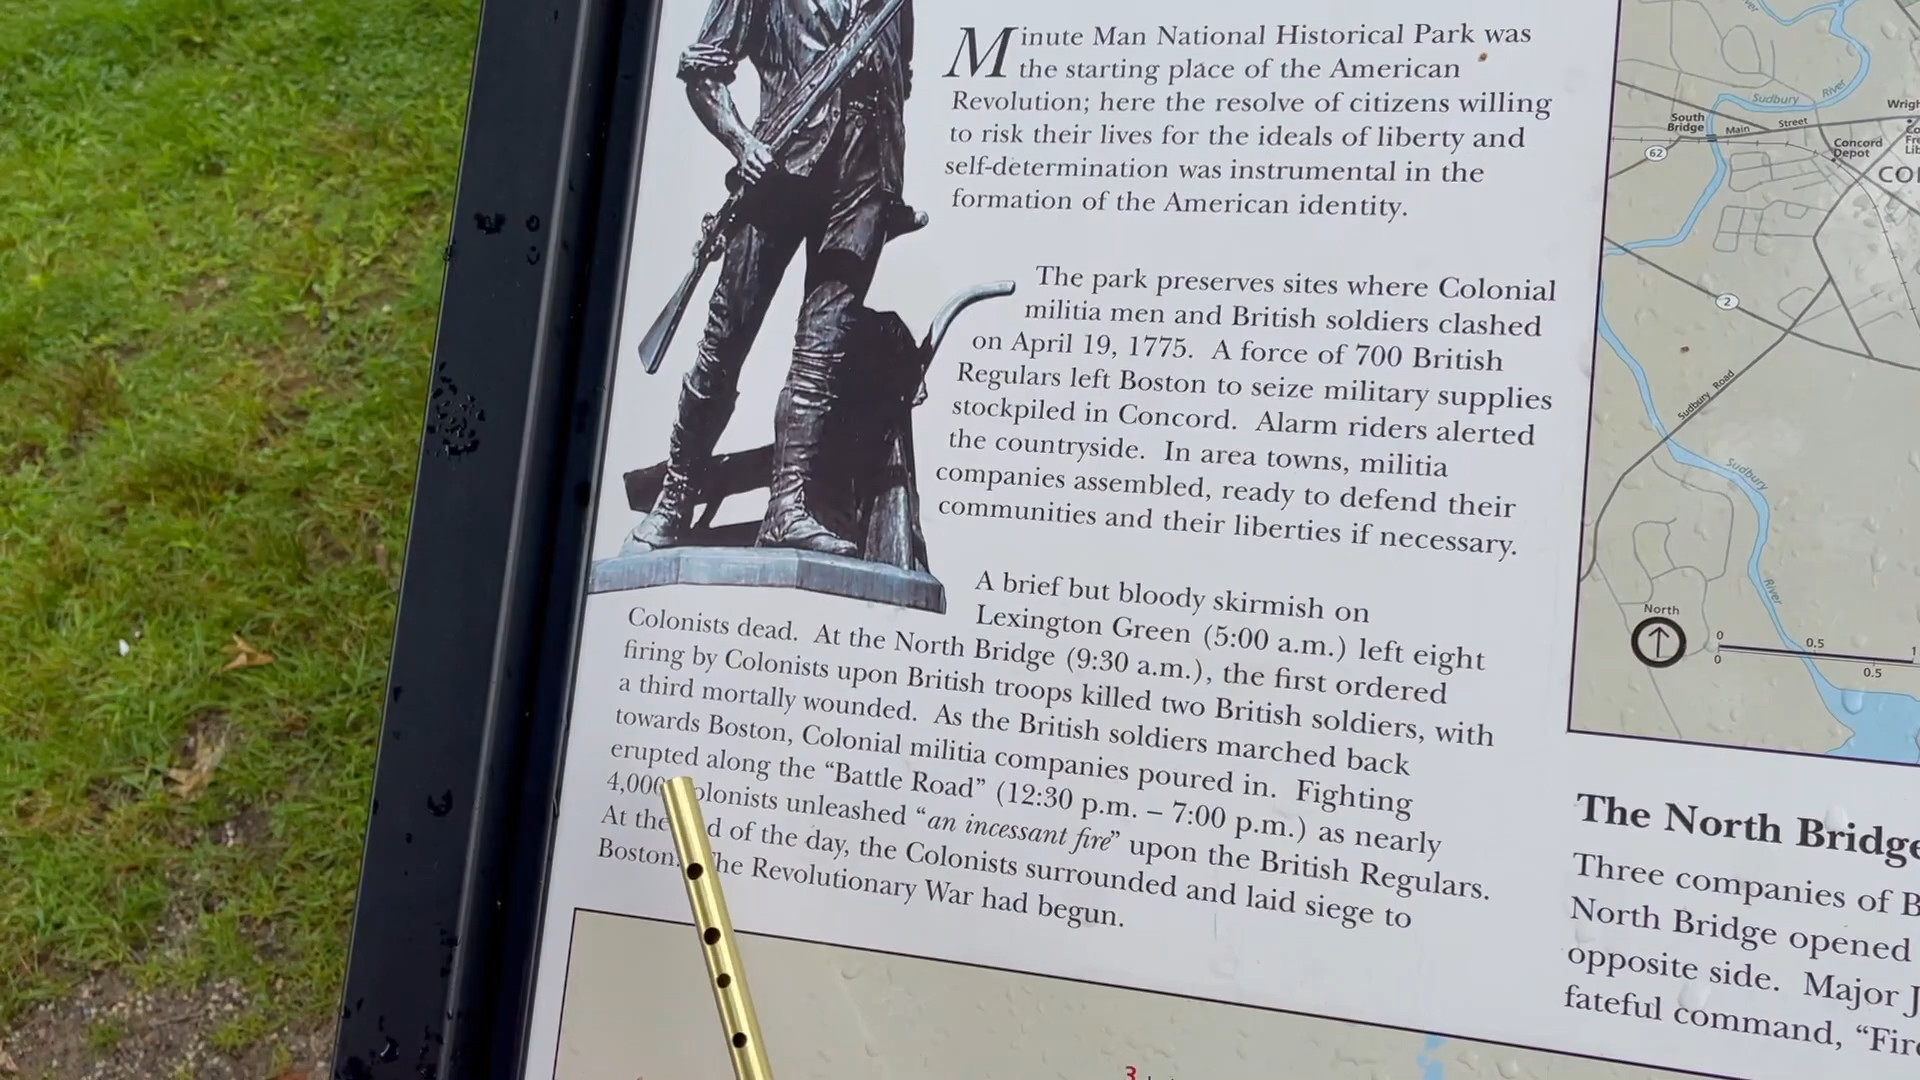 Minute Man National Historical Park was
the starting place of the American
Revolution; here the resolve of citizens willing
to risk their lives for the ideals of liberty and
self-determination was instrumental in the
formation of the American identity.
The park preserves sites where Colonial
militia men and British soldiers clashed
on April 19, 1775. A force of 700 British
Regulars left Boston to seize military supplies
stockpiled in Concord. Alarm riders alerted
the countryside. In area towns, militia
companies assembled, ready to defend their
communities and their liberties if necessary.
A brief but bloody skirmish on
Lexington Green (5:00 a.m.) left eight
Colonists dead. At the North Bridge (9:30 a.m.), the first ordered
firing by Colonists upon British troops killed two British soldiers, with
a third mortally wounded. As the British soldiers marched back
towards Boston, Colonial militia companies poured in. Fighting
erupted along the “Battle Road” (12:30 p.m. – 7:00 p.m.) as nearly
4,000 olonists unleashed “an incessant fire” upon the British Regulars.
At the d of the day, the Colonists surrounded and laid siege to
Boston. The Revolutionary War had begun.
River
Sudbury River
South
Bridge
Main Street
Concord
Depot
62
2
Sudbury Road
Sudbury
River
North
0 0.5 1
0 0.5
The North Bridge
Three companies of B
North Bridge opened
opposite side. Major J
fateful command, “Fire
3